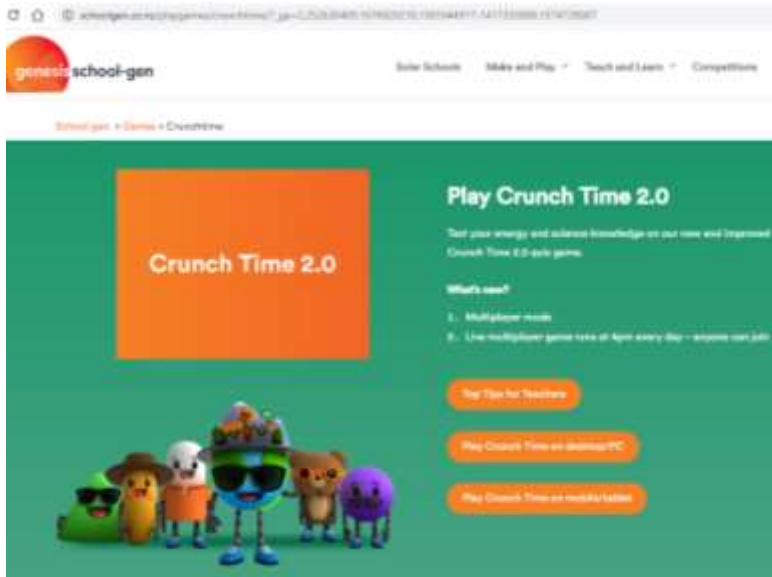 genesis school-gen
Solar Schools Make and Play Teach and Learn Competitions
School-gen » Games » Crunchtime
Crunch Time 2.0
Play Crunch Time 2.0
Test your energy and science knowledge on our new and improved
Crunch Time 2.0 quiz game.
What's new?
1. Multiplayer mode
2. Live multiplayer game runs at 4pm every day – anyone can join
Top Tips for Teachers
Play Crunch Time on desktop/PC
Play Crunch Time on mobile/tablet